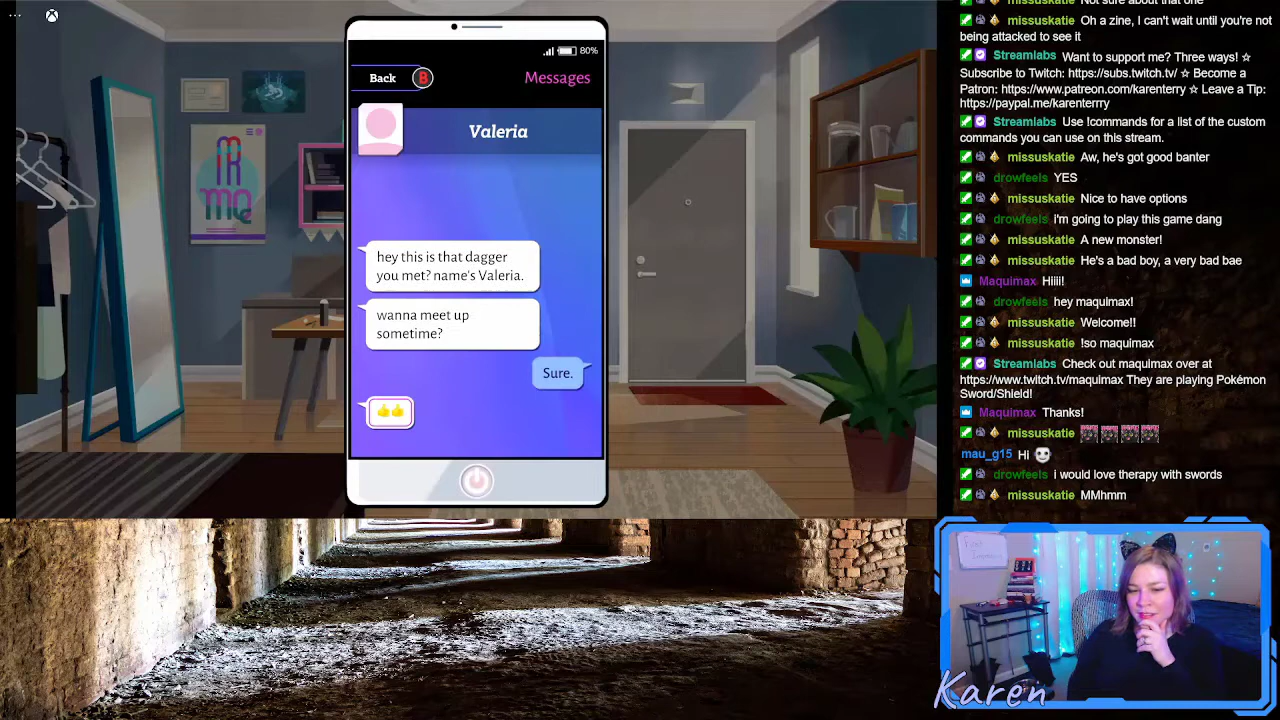 80%
Back
B
Messages
Valeria
hey this is that dagger
you met? name's Valeria.
wanna meet up
sometime?
Sure.
Not sure about that one
missuskatie Oh a zine, I can't wait until you're not
being attacked to see it
Streamlabs Want to support me? Three ways! ☆
Subscribe to Twitch: https://subs.twitch.tv/ ☆ Become a
Patron: https://www.patreon.com/karenterry ☆ Leave a Tip:
https://paypal.me/karenterrry
Streamlabs Use !commands for a list of the custom
commands you can use on this stream.
missuskatie Aw, he's got good banter
drowfeels YES
missuskatie Nice to have options
drowfeels i'm going to play this game dang
missuskatie A new monster!
missuskatie He's a bad boy, a very bad bae
Maquimax Hiiii!
drowfeels hey maquimax!
missuskatie Welcome!!
missuskatie !so maquimax
Streamlabs Check out maquimax over at
https://www.twitch.tv/maquimax They are playing Pokémon
Sword/Shield!
Maquimax Thanks!
missuskatie
mau_g15 Hi
drowfeels i would love therapy with swords
missuskatie MMhmm
Karen